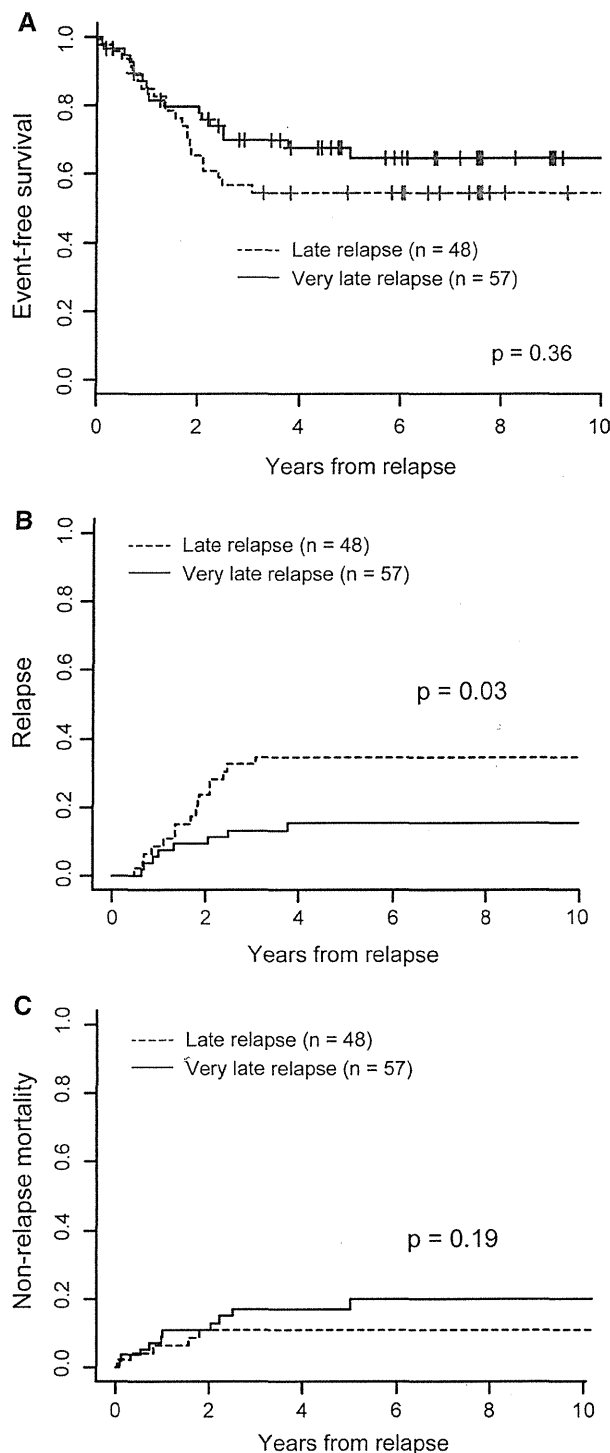 A
Event-free survival
1.0
0.8
0.6
0.4
0.2
0.0
Late relapse (n = 48)
Very late relapse (n = 57)
p = 0.36
0 2 4 6 8 10
Years from relapse
B
Relapse
1.0
0.8
0.6
0.4
0.2
0.0
Late relapse (n = 48)
Very late relapse (n = 57)
p = 0.03
0 2 4 6 8 10
Years from relapse
C
Non-relapse mortality
1.0
0.8
0.6
0.4
0.2
0.0
Late relapse (n = 48)
Very late relapse (n = 57)
p = 0.19
0 2 4 6 8 10
Years from relapse